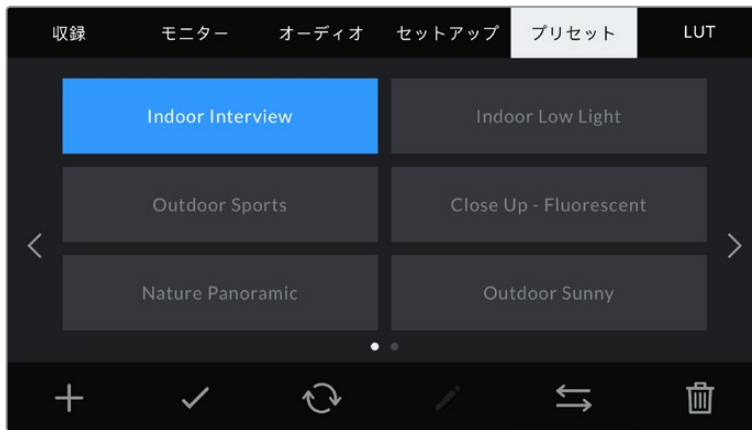 収録 モニター オーディオ セットアップ プリセット LUT
Indoor Interview Indoor Low Light
Outdoor Sports Close Up - Fluorescent
Nature Panoramic Outdoor Sunny